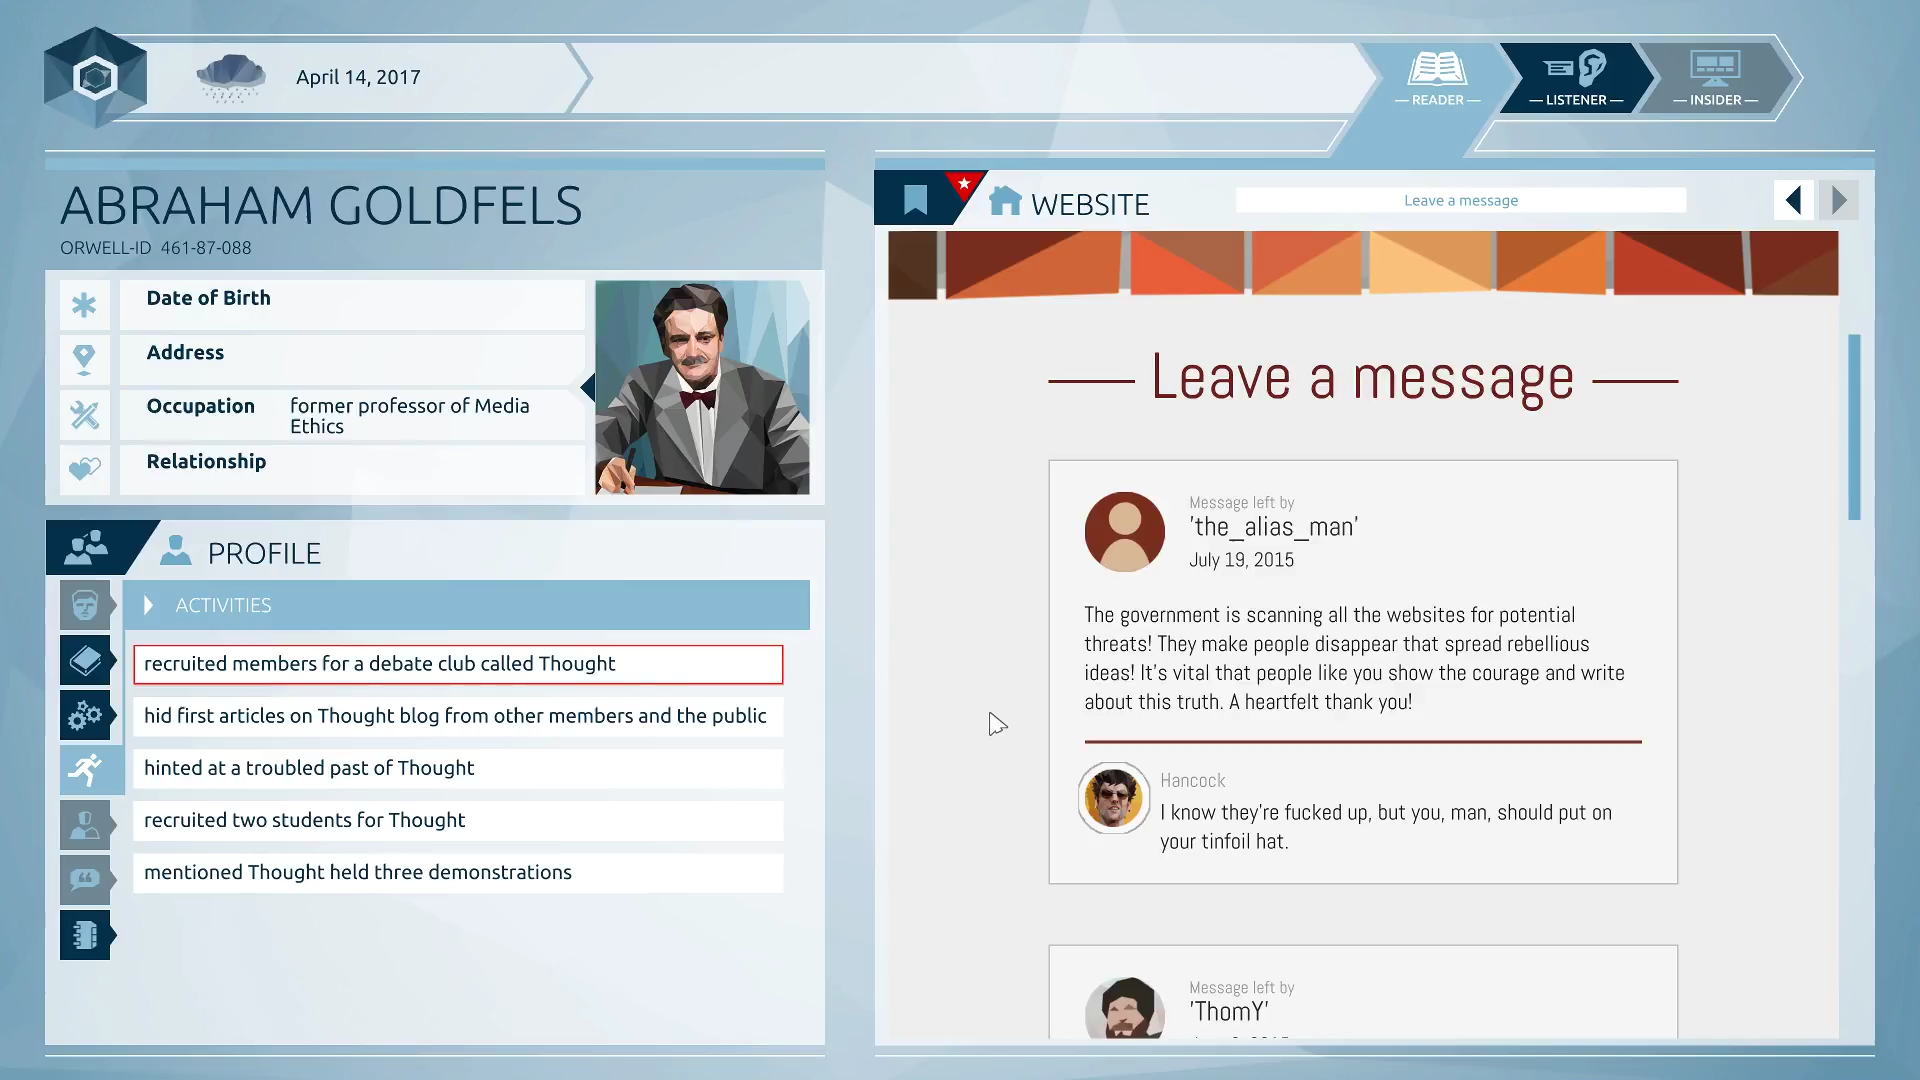 April 14, 2017
READER
LISTENER
INSIDER
ABRAHAM GOLDFELS
ORWELL-ID 461-87-088
Date of Birth
Address
Occupation former professor of Media
Ethics
Relationship
PROFILE
ACTIVITIES
recruited members for a debate club called Thought
hid first articles on Thought blog from other members and the public
hinted at a troubled past of Thought
recruited two students for Thought
mentioned Thought held three demonstrations
WEBSITE
Leave a message
Leave a message
Message left by
'the_alias_man'
July 19, 2015
The government is scanning all the websites for potential
threats! They make people disappear that spread rebellious
ideas! It's vital that people like you show the courage and write
about this truth. A heartfelt thank you!
Hancock
I know they're fucked up, but you, man, should put on
your tinfoil hat.
Message left by
'ThomY'